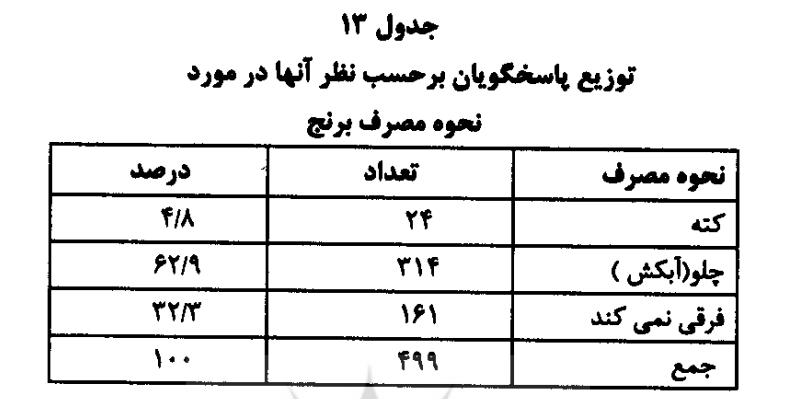 جدول ۱۳
توزیع پاسخگویان برحسب نظر آنها در مورد
نحوه مصرف برنج
نحوه مصرف تعداد درصد
کته ۲۴ ۴/۸
چلو(آبکش ) ۳۱۴ ۶۲/۹
فرقی نمی کند ۱۶۱ ۳۲/۳
جمع ۴۹۹ ۱۰۰